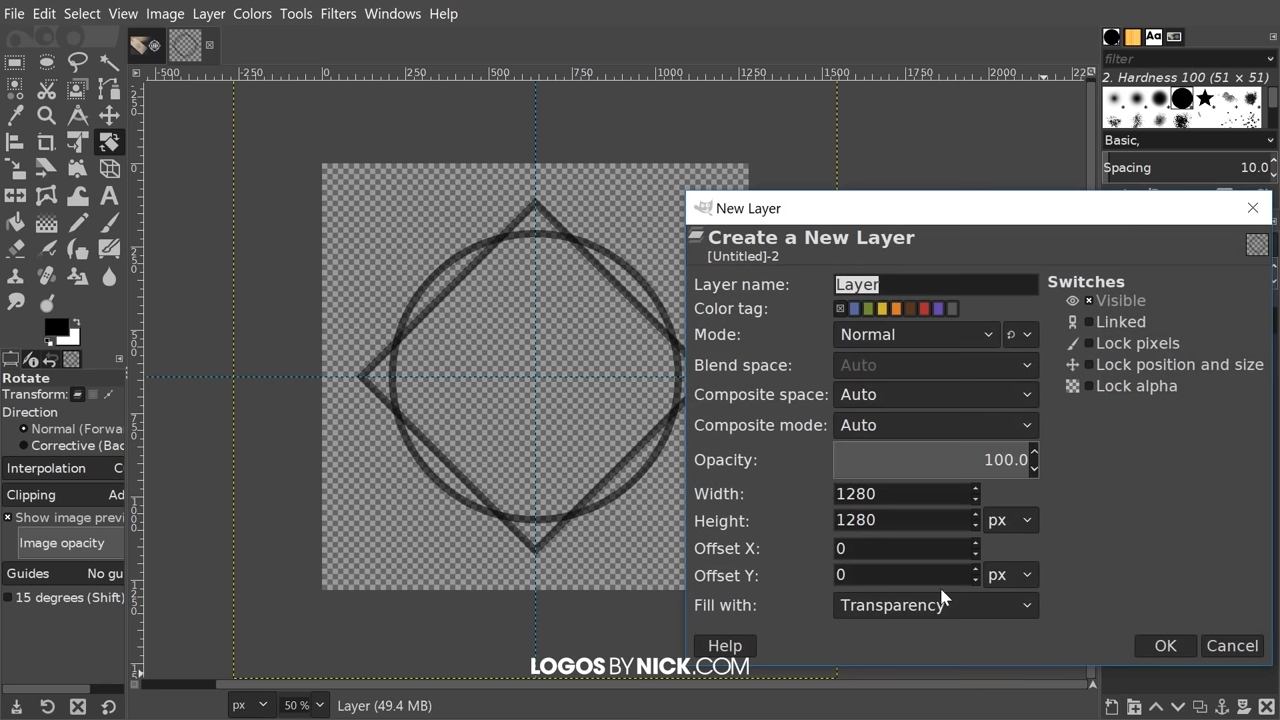 File Edit Select View Image Layer Colors Tools Filters Windows Help
-500 -250 0 250 500 750 1000 1250 1500 1750 2000
filter
2. Hardness 100 (51 × 51)
Basic,
Spacing 10.0
New Layer
Create a New Layer
[Untitled]-2
Layer name: Layer
Color tag:
Mode: Normal
Blend space: Auto
Composite space: Auto
Composite mode: Auto
Opacity: 100.0
Width: 1280
Height: 1280 px
Offset X: 0
Offset Y: 0 px
Fill with: Transparency
Switches
Visible
Linked
Lock pixels
Lock position and size
Lock alpha
Help OK Cancel
Rotate
Transform:
Direction
Normal (Forwa
Corrective (Bac
Interpolation C
Clipping Ad
Show image previ
Image opacity
Guides No gu
15 degrees (Shift)
LOGOS BY NICK.COM
px 50 % Layer (49.4 MB)